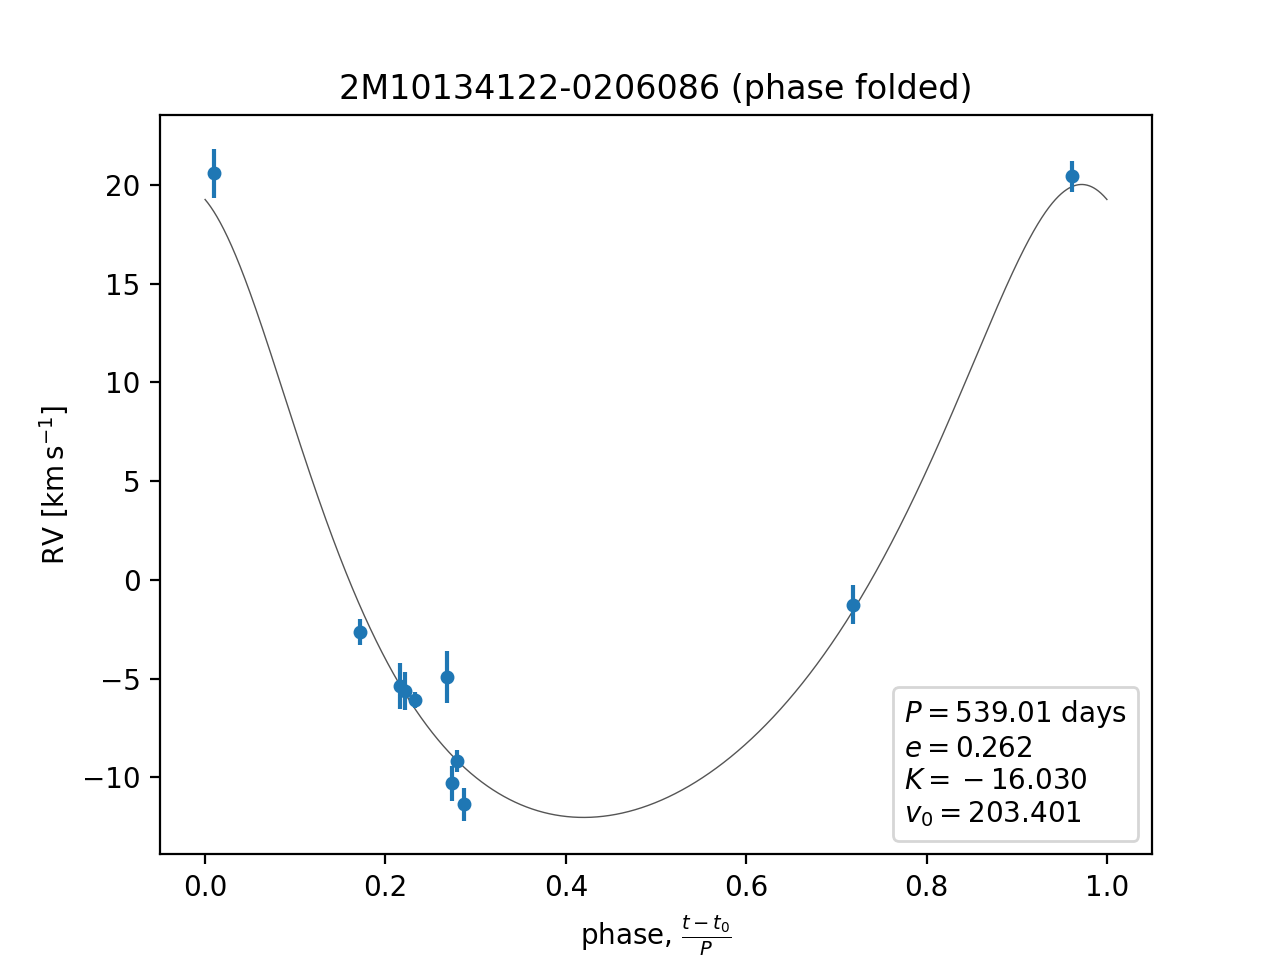 2M10134122-0206086 (phase folded)
RV [km s⁻¹]
20
15
10
5
0
−5
−10
P = 539.01 days
e = 0.262
K = −16.030
v₀ = 203.401
0.0 0.2 0.4 0.6 0.8 1.0
phase, (t − t₀)/P